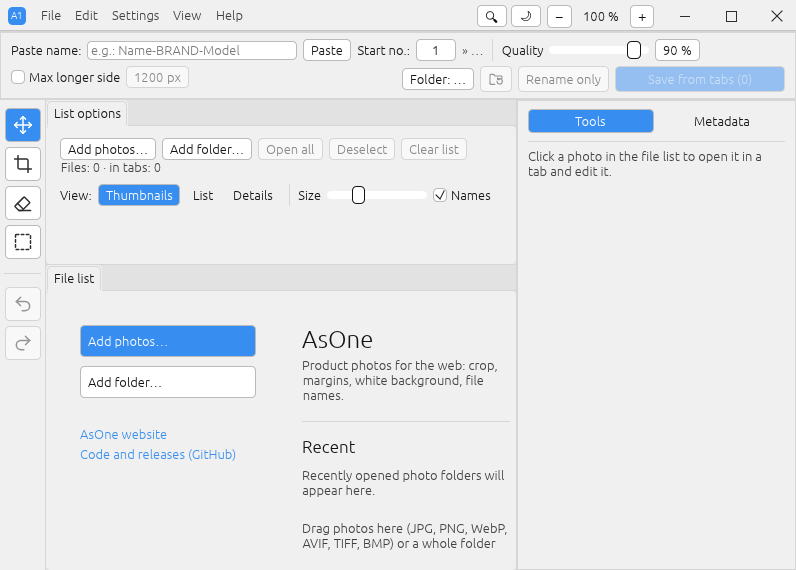 A1 File Edit Settings View Help 100 %
Paste name: e.g.: Name-BRAND-Model Paste Start no.: 1 » ... Quality 90 %
Max longer side 1200 px Folder: ... Rename only Save from tabs (0)
List options
Add photos... Add folder... Open all Deselect Clear list
Files: 0 · in tabs: 0
View: Thumbnails List Details Size Names
File list
Add photos...
Add folder...
AsOne website
Code and releases (GitHub)
AsOne
Product photos for the web: crop,
margins, white background, file
names.
Recent
Recently opened photo folders will
appear here.
Drag photos here (JPG, PNG, WebP,
AVIF, TIFF, BMP) or a whole folder
Tools Metadata
Click a photo in the file list to open it in a
tab and edit it.